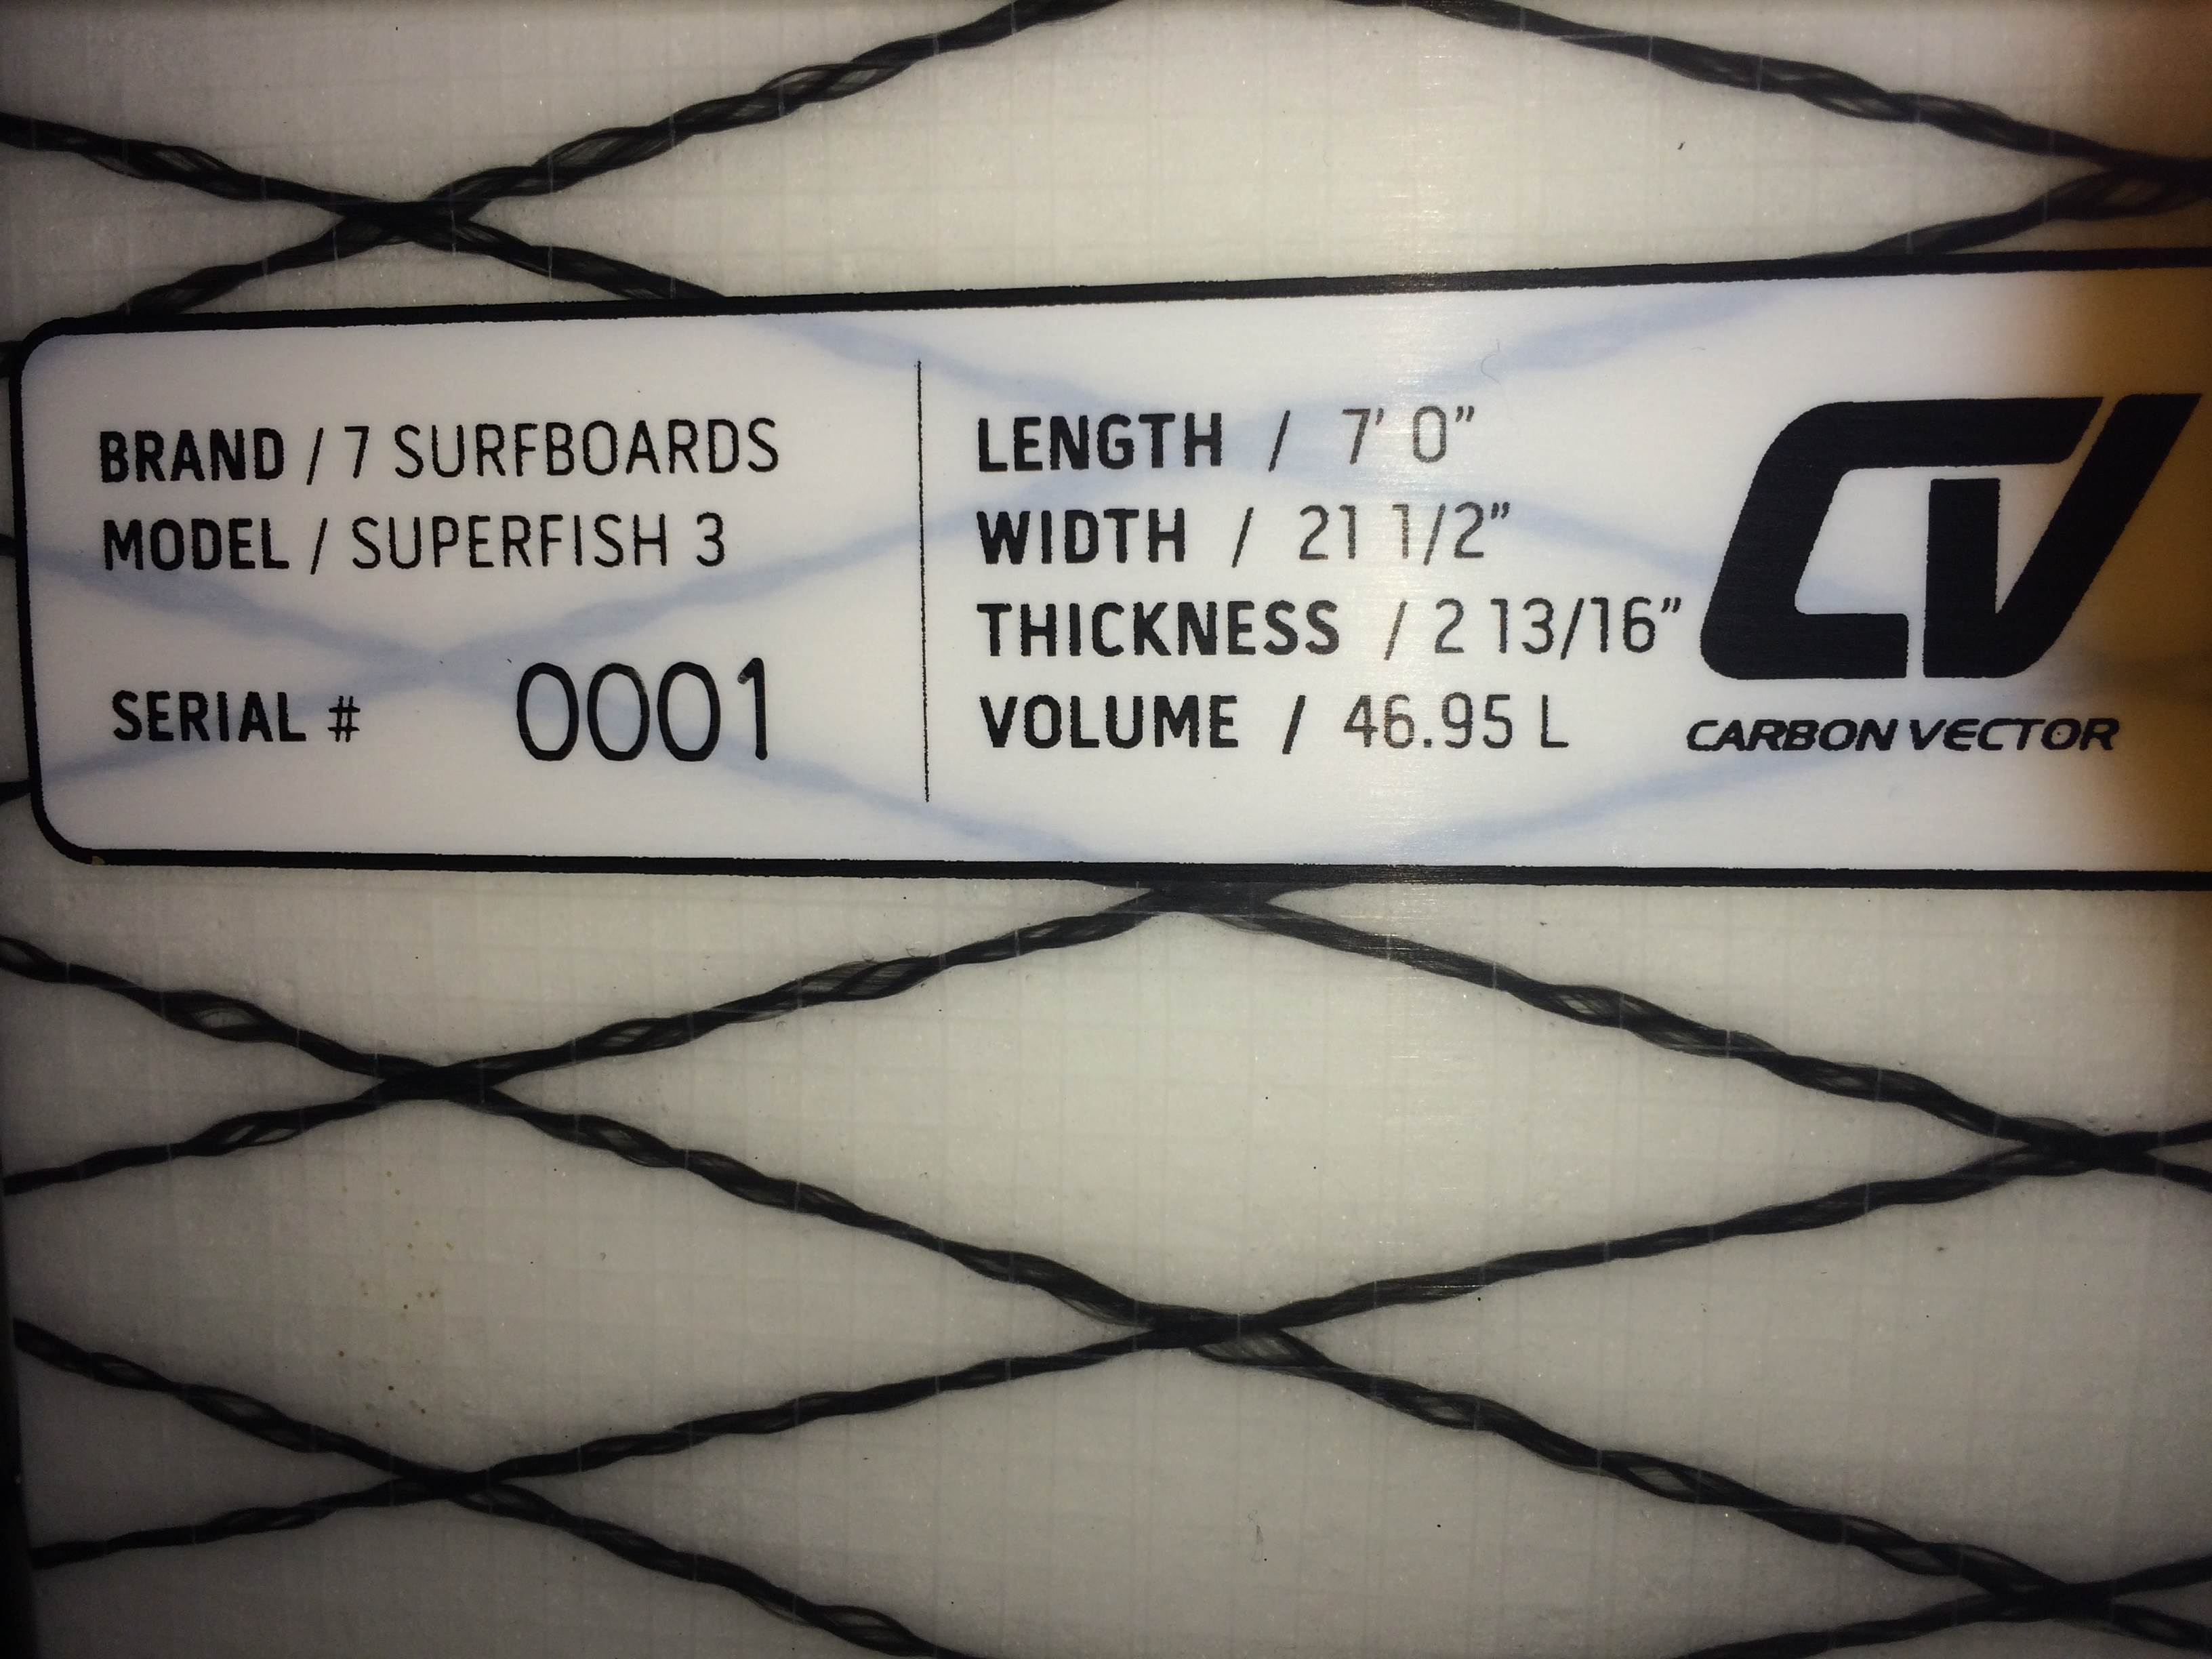 BRAND / 7 SURFBOARDS
MODEL / SUPERFISH 3
SERIAL # 0001
LENGTH / 7' 0"
WIDTH / 21 1/2"
THICKNESS / 2 13/16"
VOLUME / 46.95 L
CV
CARBON VECTOR